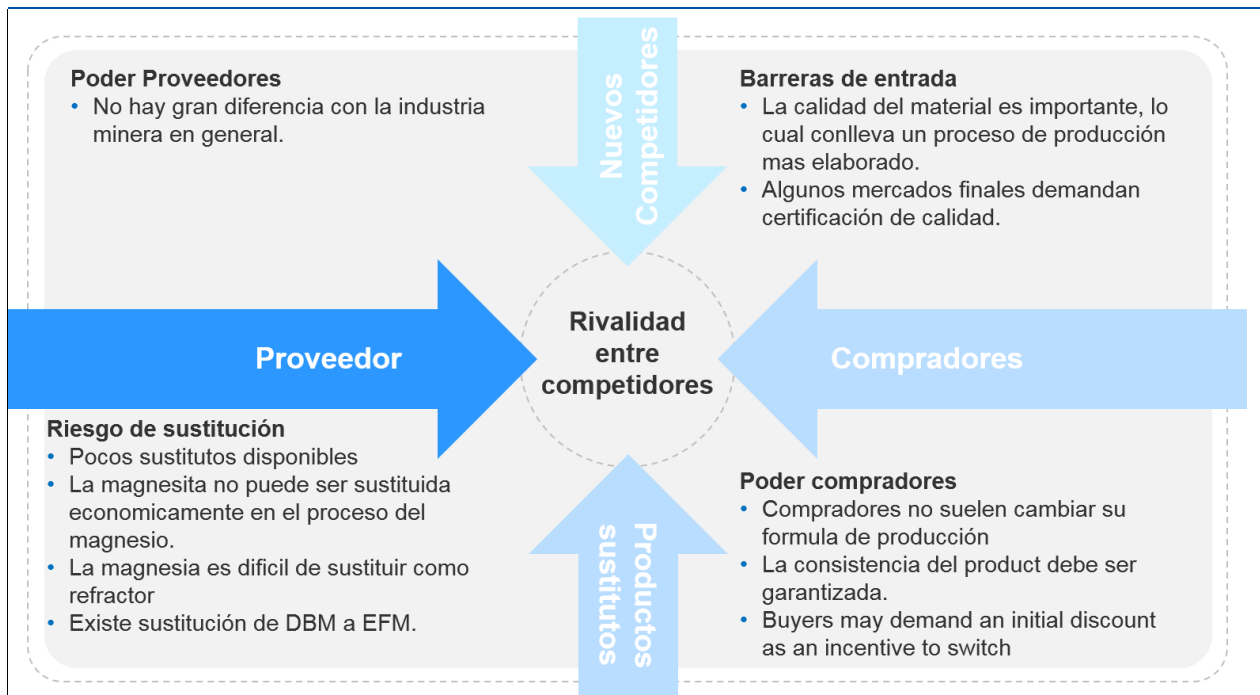 Poder Proveedores
• No hay gran diferencia con la industria
minera en general.
Nuevos
Competidores
Barreras de entrada
• La calidad del material es importante, lo
cual conlleva un proceso de producción
mas elaborado.
• Algunos mercados finales demandan
certificación de calidad.
Proveedor
Rivalidad
entre
competidores
Compradores
Riesgo de sustitución
• Pocos sustitutos disponibles
• La magnesita no puede ser sustituida
economicamente en el proceso del
magnesio.
• La magnesia es dificil de sustituir como
refractor
• Existe sustitución de DBM a EFM.
Productos
sustitutos
Poder compradores
• Compradores no suelen cambiar su
formula de producción
• La consistencia del product debe ser
garantizada.
• Buyers may demand an initial discount
as an incentive to switch